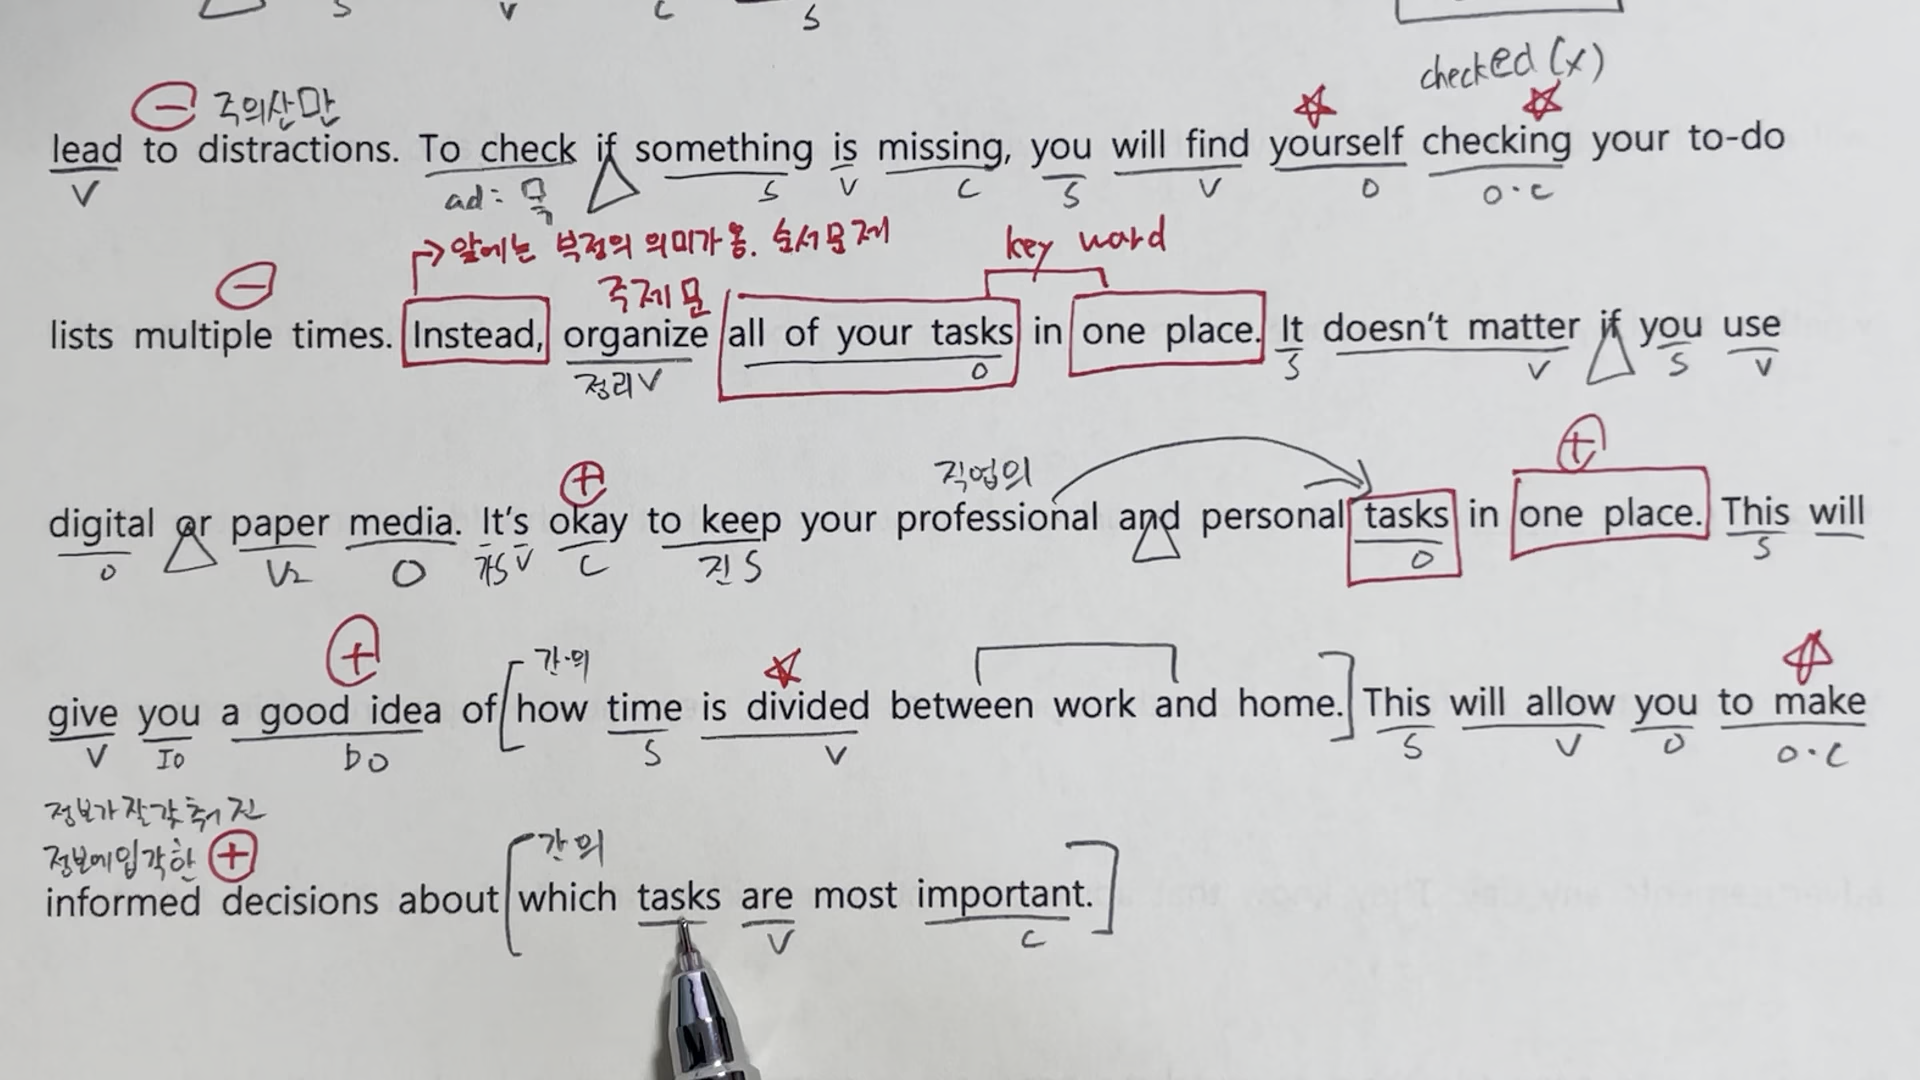 S V C S
checked (x)
⊖ 주의산만 ☆ ☆
lead to distractions. To check if something is missing, you will find yourself checking your to-do
V ad: 목 S V C S V O O·C
→ 앞에는 부정의 의미가 옴. 순서문제 key word
⊖ 주제문
lists multiple times. Instead, organize all of your tasks in one place. It doesn't matter if you use
정리V O S V S V
⊕ 직업의 ⊕
digital or paper media. It's okay to keep your professional and personal tasks in one place. This will
O V2 O 가S V C 진S O S
⊕ 간·의 ☆ ☆
give you a good idea of [how time is divided between work and home.] This will allow you to make
V IO DO S V S V O O·C
정보가 잘 갖춰진
정보에 입각한 ⊕ 간의
informed decisions about [which tasks are most important.]
V C